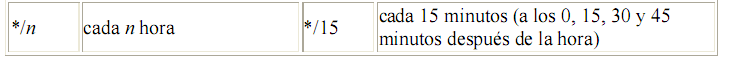 */n cada n hora */15 cada 15 minutos (a los 0, 15, 30 y 45
minutos después de la hora)